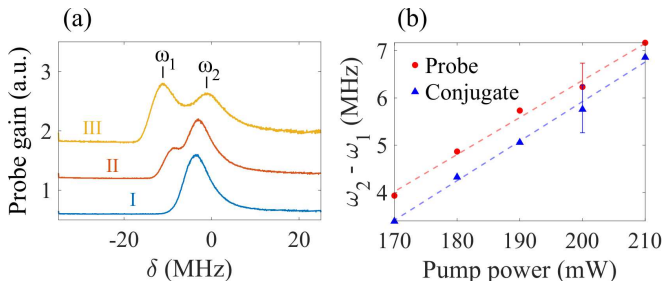 (a)
ω1
ω2
Probe gain (a.u.)
3
2
1
III
II
I
-20
0
20
δ (MHz)
(b)
ω2 - ω1 (MHz)
7
6
5
4
Probe
Conjugate
170
180
190
200
210
Pump power (mW)